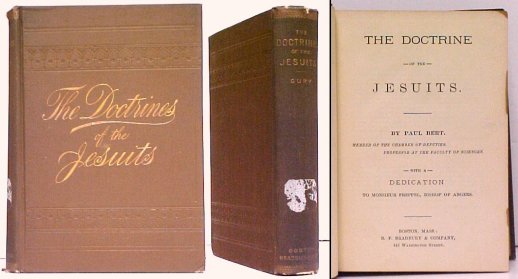 The Doctrines
of the
Jesuits
THE
DOCTRINE
OF THE
JESUITS
GURY
BOSTON
THE DOCTRINE
—OF THE—
JESUITS.
BY PAUL BERT.
MEMBER OF THE CHAMBER OF DEPUTIES,
PROFESSOR AT THE FACULTY OF SCIENCES
—WITH A—
DEDICATION
TO MONSIEUR FREPPEL, BISHOP OF ANGERS.
BOSTON, MASS:
B. F. BRADBURY & COMPANY,
WASHINGTON STREET.